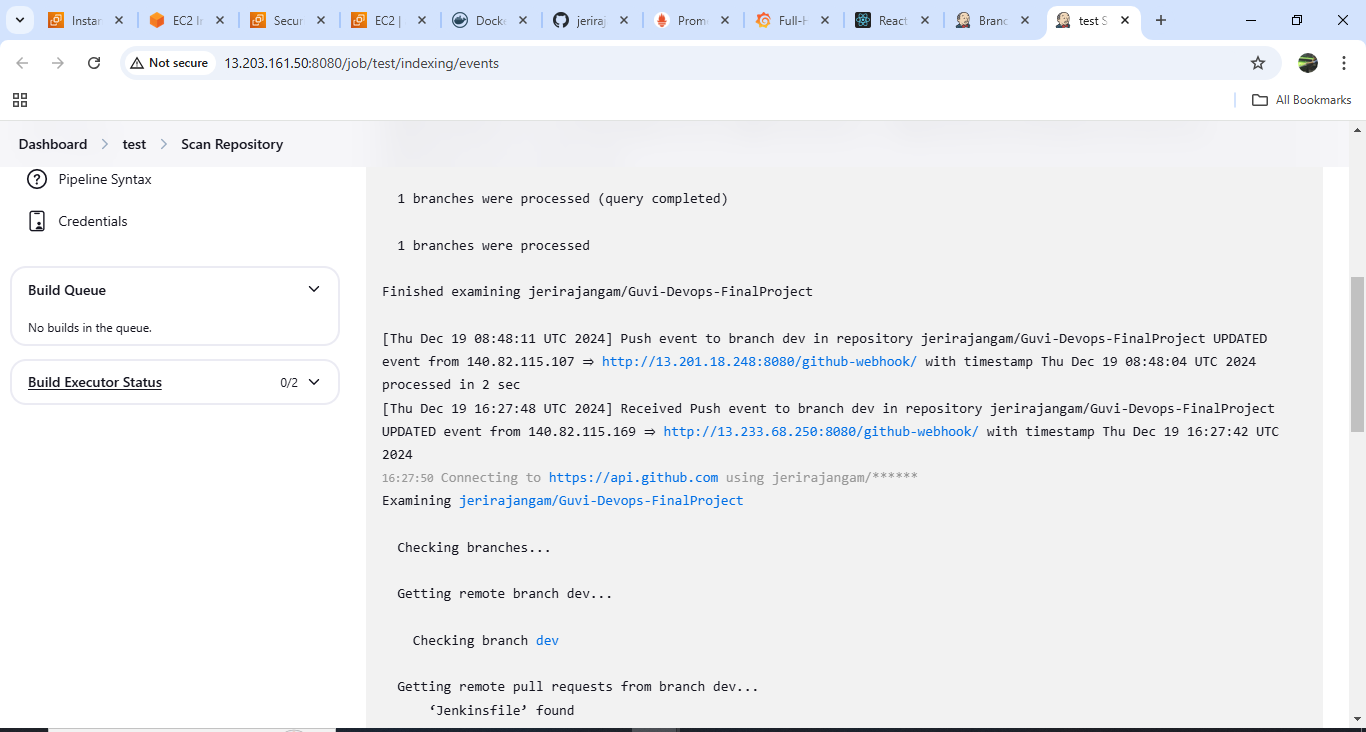 Instan
EC2 In
Secur
EC2 |
Docke
jeriraj
Prom
Full-H
React
Branc
test S
Not secure
13.203.161.50:8080/job/test/indexing/events
All Bookmarks
Dashboard > test > Scan Repository
Pipeline Syntax
Credentials
Build Queue
No builds in the queue.
Build Executor Status 0/2
1 branches were processed (query completed)
1 branches were processed
Finished examining jerirajangam/Guvi-Devops-FinalProject
[Thu Dec 19 08:48:11 UTC 2024] Push event to branch dev in repository jerirajangam/Guvi-Devops-FinalProject UPDATED
event from 140.82.115.107 ⇒ http://13.201.18.248:8080/github-webhook/ with timestamp Thu Dec 19 08:48:04 UTC 2024
processed in 2 sec
[Thu Dec 19 16:27:48 UTC 2024] Received Push event to branch dev in repository jerirajangam/Guvi-Devops-FinalProject
UPDATED event from 140.82.115.169 ⇒ http://13.233.68.250:8080/github-webhook/ with timestamp Thu Dec 19 16:27:42 UTC
2024
16:27:50 Connecting to https://api.github.com using jerirajangam/******
Examining jerirajangam/Guvi-Devops-FinalProject
Checking branches...
Getting remote branch dev...
Checking branch dev
Getting remote pull requests from branch dev...
‘Jenkinsfile’ found